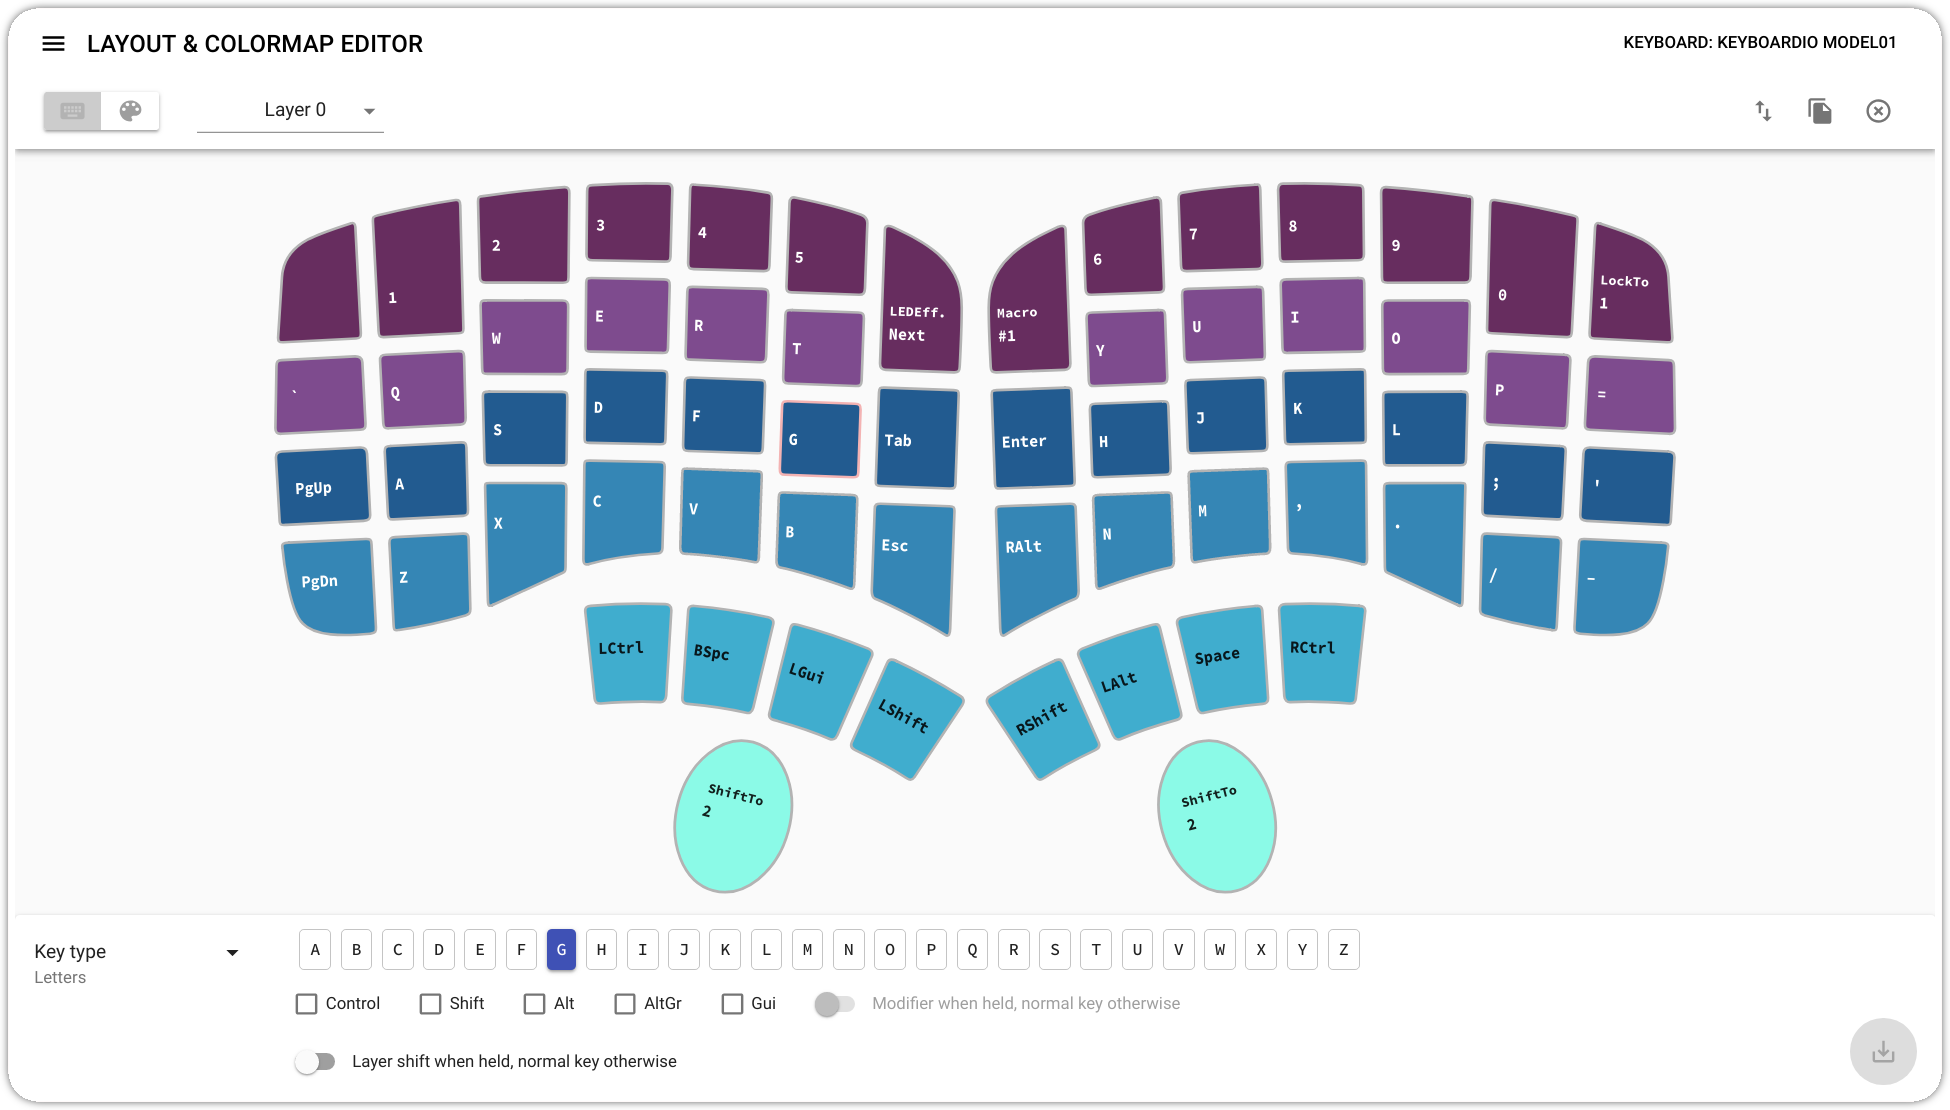 LAYOUT & COLORMAP EDITOR
KEYBOARD: KEYBOARDIO MODEL01
Layer 0
1 2 3 4 5 LEDEff. Next
Macro #1 6 7 8 9 0 LockTo 1
` Q W E R T
Y U I O P =
PgUp A S D F G Tab
Enter H J K L ; '
PgDn Z X C V B Esc
RAlt N M , . / -
LCtrl BSpc LGui LShift
RShift LAlt Space RCtrl
ShiftTo 2
ShiftTo 2
Key type
Letters
A B C D E F G H I J K L M N O P Q R S T U V W X Y Z
Control Shift Alt AltGr Gui Modifier when held, normal key otherwise
Layer shift when held, normal key otherwise